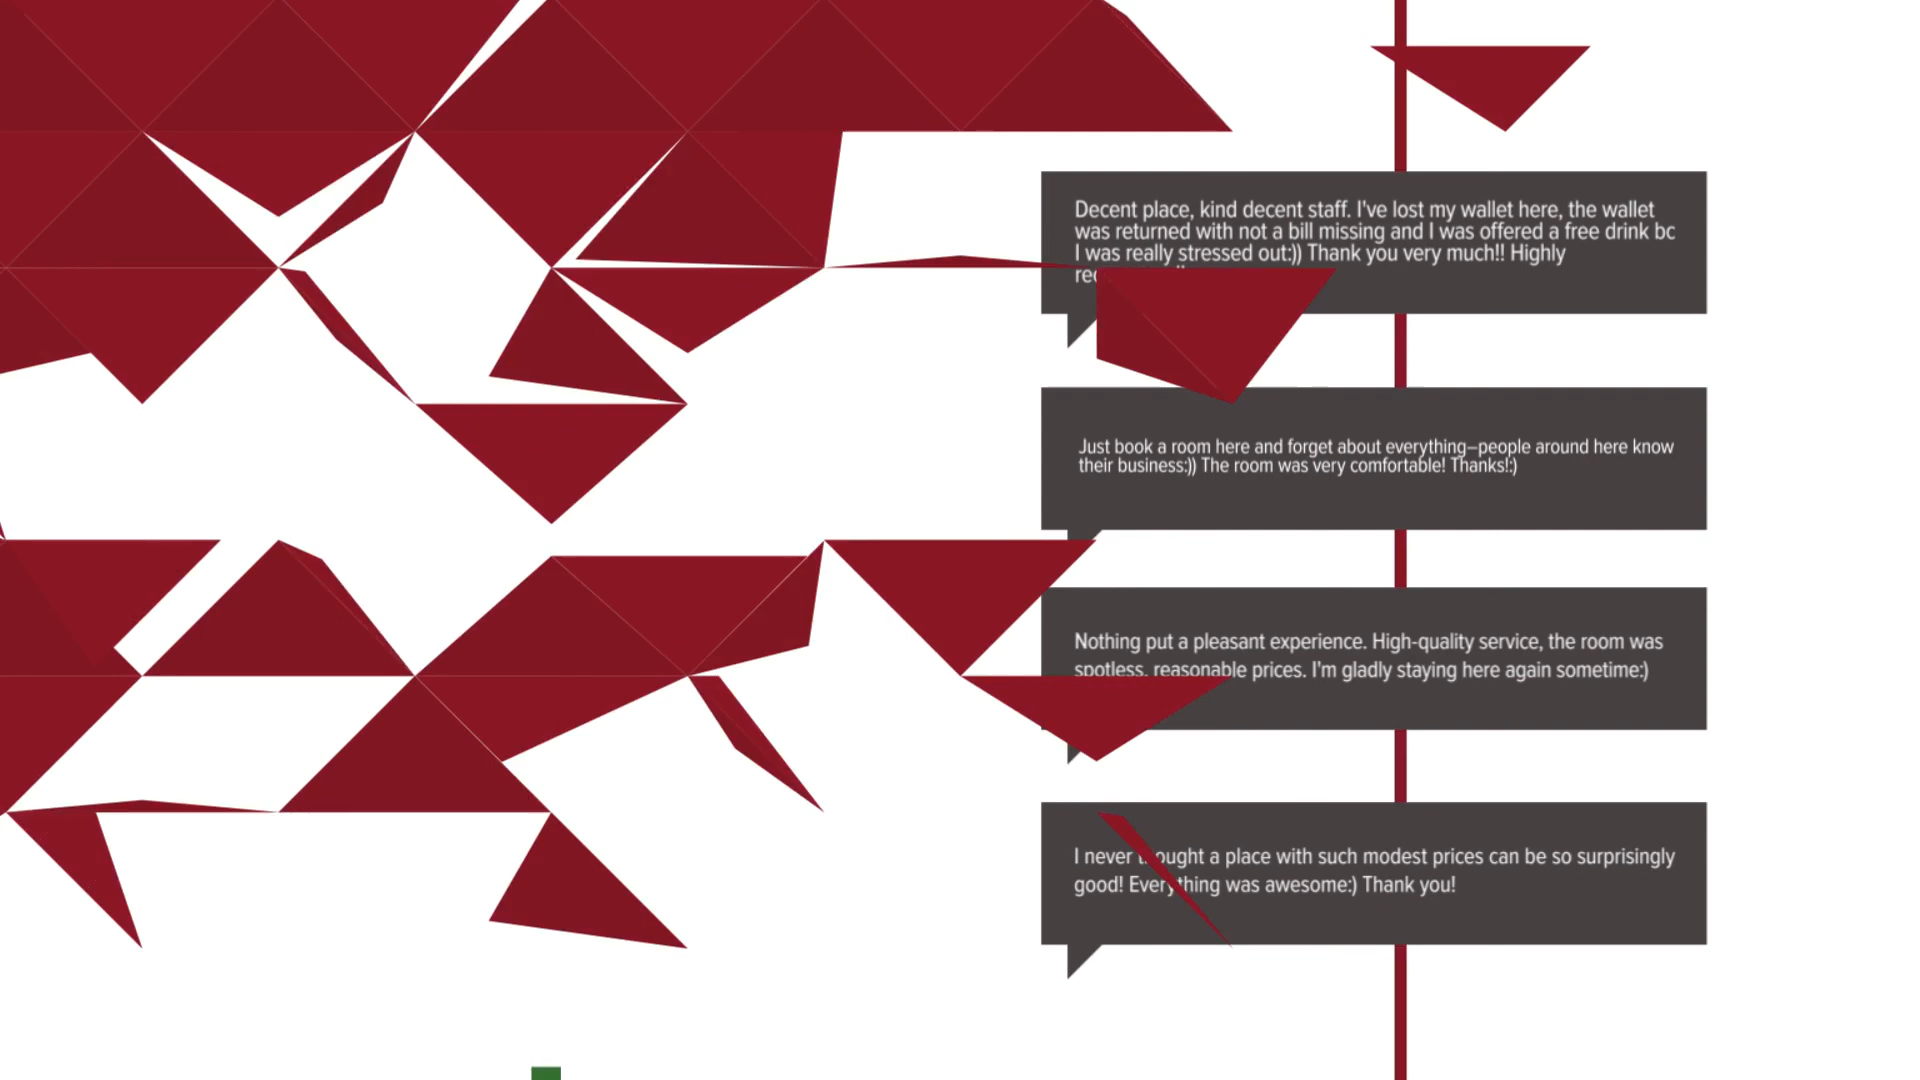 Decent place, kind decent staff. I've lost my wallet here, the wallet
was returned with not a bill missing and I was offered a free drink bc
I was really stressed out:)) Thank you very much!! Highly
Just book a room here and forget about everything–people around here know
their business:)) The room was very comfortable! Thanks!:)
Nothing put a pleasant experience. High-quality service, the room was
spotless, reasonable prices. I'm gladly staying here again sometime:)
I never thought a place with such modest prices can be so surprisingly
good! Everything was awesome:) Thank you!